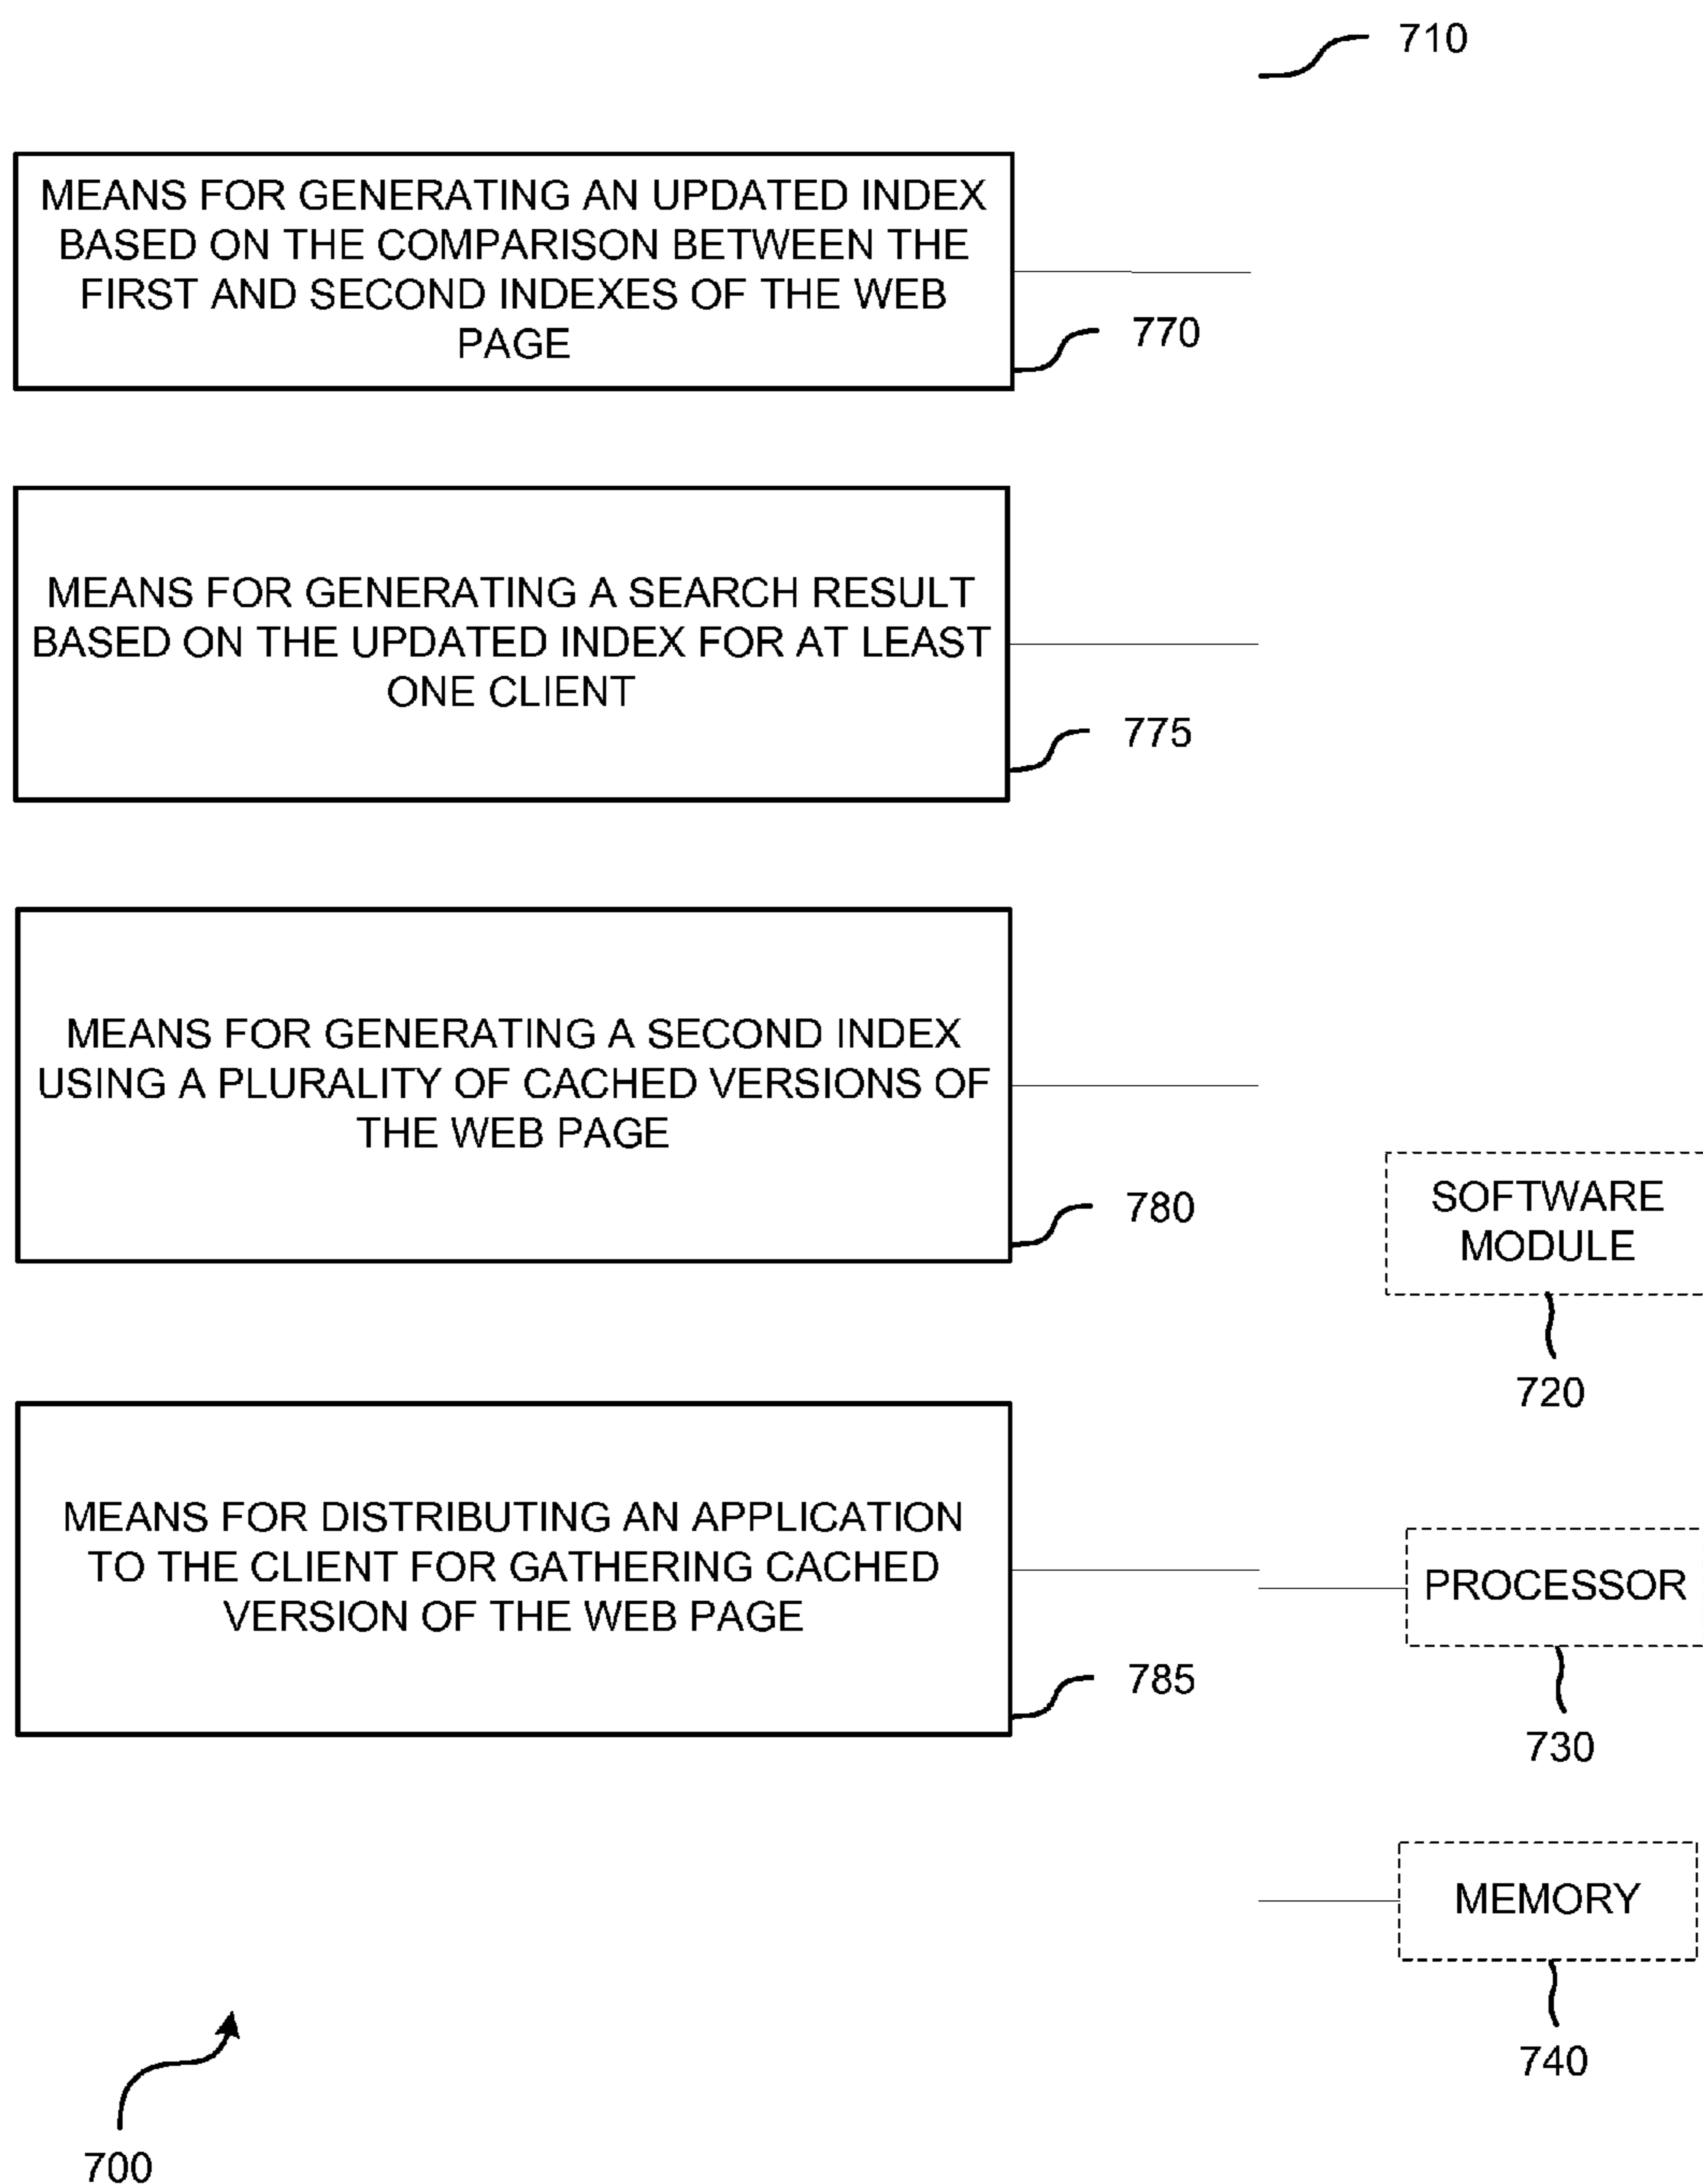 710
MEANS FOR GENERATING AN UPDATED INDEX
BASED ON THE COMPARISON BETWEEN THE
FIRST AND SECOND INDEXES OF THE WEB
PAGE
770
MEANS FOR GENERATING A SEARCH RESULT
BASED ON THE UPDATED INDEX FOR AT LEAST
ONE CLIENT
775
MEANS FOR GENERATING A SECOND INDEX
USING A PLURALITY OF CACHED VERSIONS OF
THE WEB PAGE
780
SOFTWARE
MODULE
720
MEANS FOR DISTRIBUTING AN APPLICATION
TO THE CLIENT FOR GATHERING CACHED
VERSION OF THE WEB PAGE
785
PROCESSOR
730
MEMORY
740
700